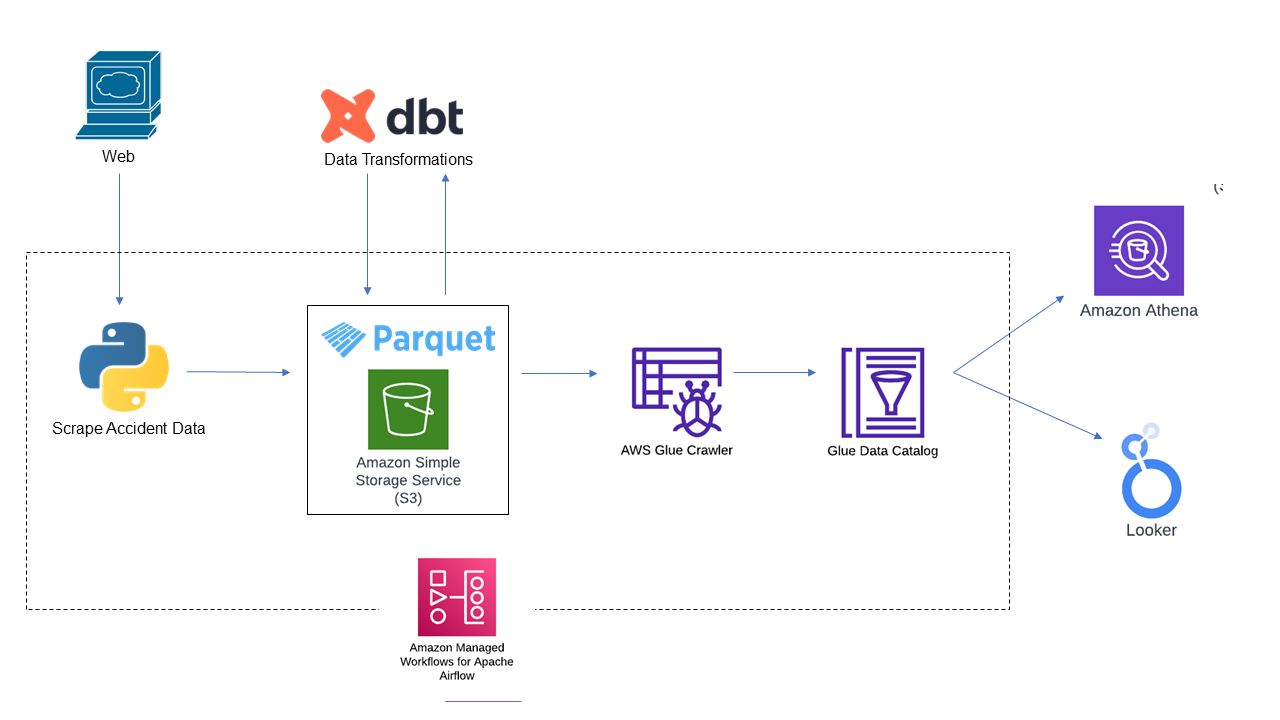 Web
dbt
Data Transformations
Scrape Accident Data
Parquet
Amazon Simple
Storage Service
(S3)
AWS Glue Crawler
Glue Data Catalog
Amazon Athena
Looker
Amazon Managed
Workflows for Apache
Airflow